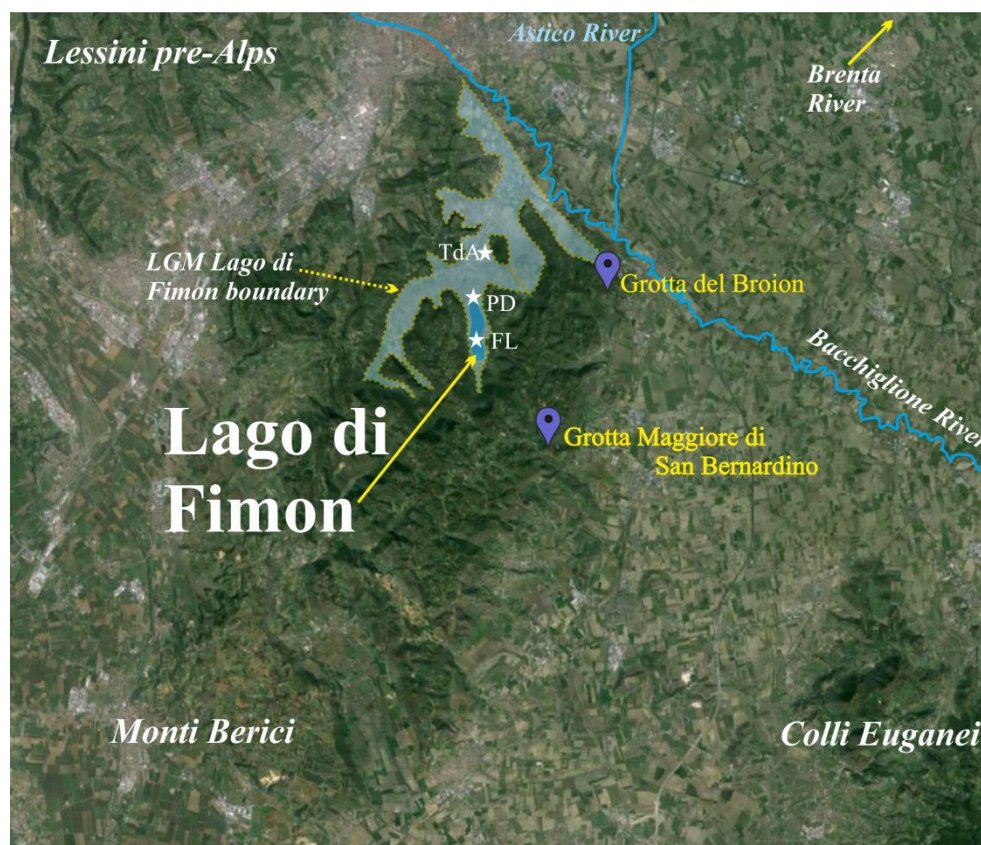 Lessini pre-Alps
Astico River
Brenta
River
TdA
LGM Lago di
Fimon boundary
Grotta del Broion
PD
FL
Bacchiglione River
Lago di
Fimon
Grotta Maggiore di
San Bernardino
Monti Berici
Colli Euganei